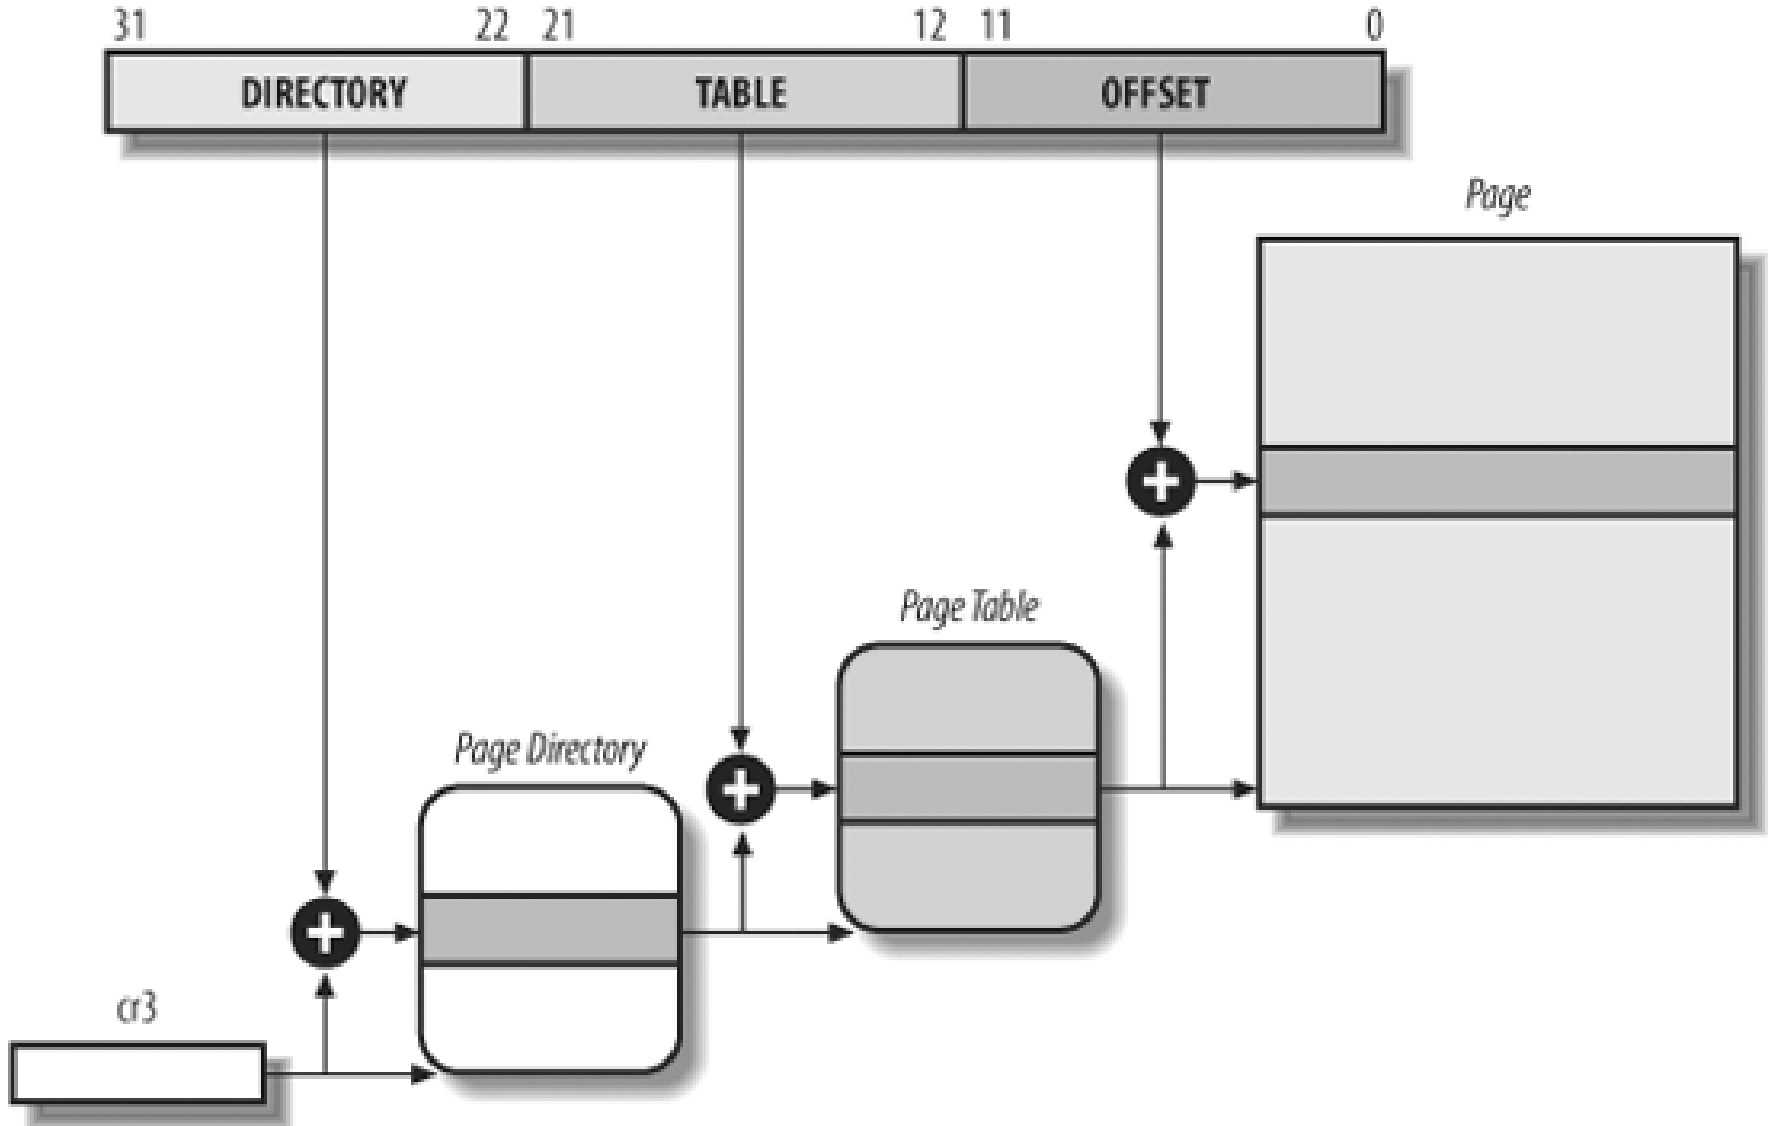 31 22 21 12 11 0
DIRECTORY TABLE OFFSET
Page
Page Table
Page Directory
cr3